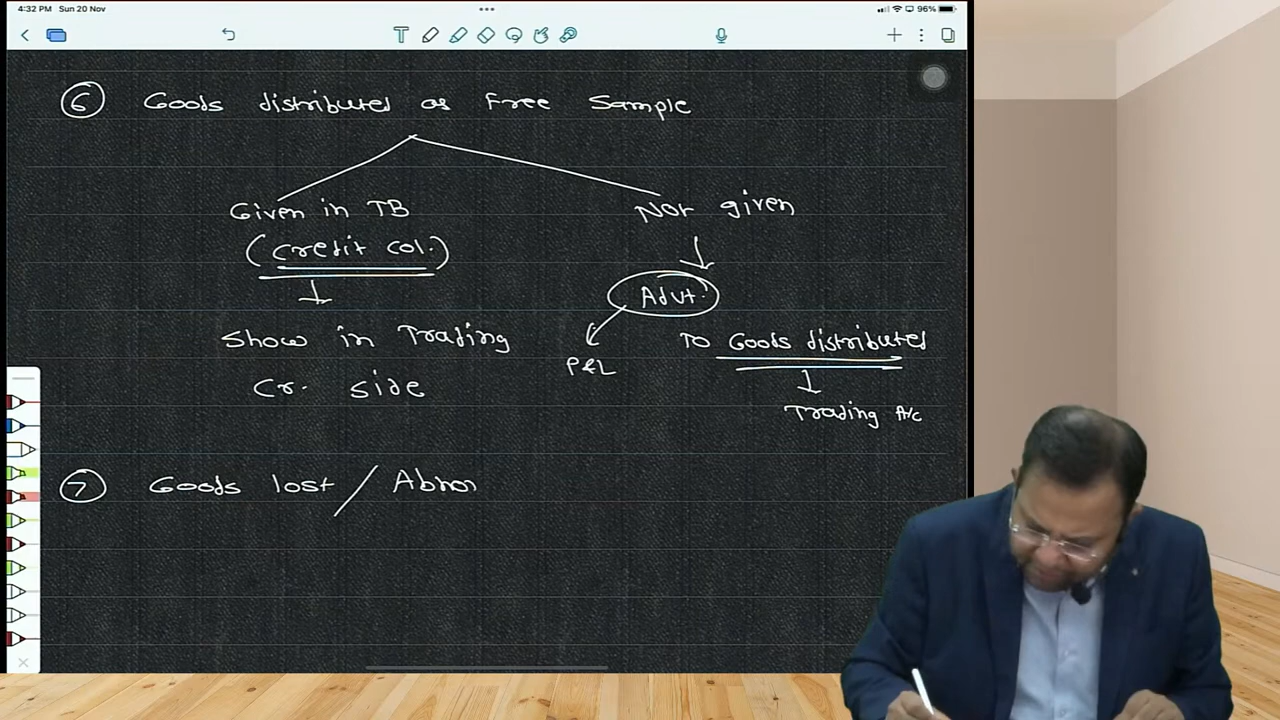 4:32 PM Sun 20 Nov
96%
T
6 Goods distributed as Free Sample
Given in TB
Not given
(Credit Col.)
Advt.
Show in Trading
To Goods distributed
P&L
Cr. side
Trading A/c
7 Goods lost / Abnor